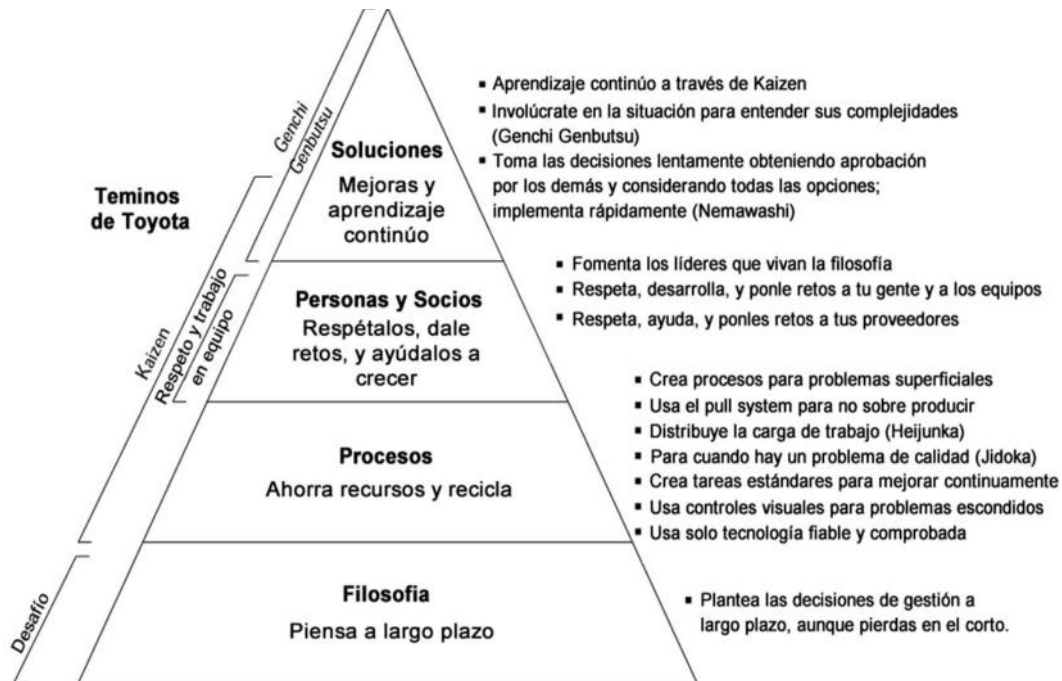 Teminos
de Toyota
Genchi
Genbutsu
Kaizen
Respeto y trabajo
en equipo
Desafío
Soluciones
Mejoras y
aprendizaje
continúo
▪ Aprendizaje continúo a través de Kaizen
▪ Involúcrate en la situación para entender sus complejidades
(Genchi Genbutsu)
▪ Toma las decisiones lentamente obteniendo aprobación
por los demás y considerando todas las opciones;
implementa rápidamente (Nemawashi)
Personas y Socios
Respétalos, dale
retos, y ayúdalos a
crecer
▪ Fomenta los líderes que vivan la filosofía
▪ Respeta, desarrolla, y ponle retos a tu gente y a los equipos
▪ Respeta, ayuda, y ponles retos a tus proveedores
Procesos
Ahorra recursos y recicla
▪ Crea procesos para problemas superficiales
▪ Usa el pull system para no sobre producir
▪ Distribuye la carga de trabajo (Heijunka)
▪ Para cuando hay un problema de calidad (Jidoka)
▪ Crea tareas estándares para mejorar continuamente
▪ Usa controles visuales para problemas escondidos
▪ Usa solo tecnología fiable y comprobada
Filosofia
Piensa a largo plazo
▪ Plantea las decisiones de gestión a
largo plazo, aunque pierdas en el corto.